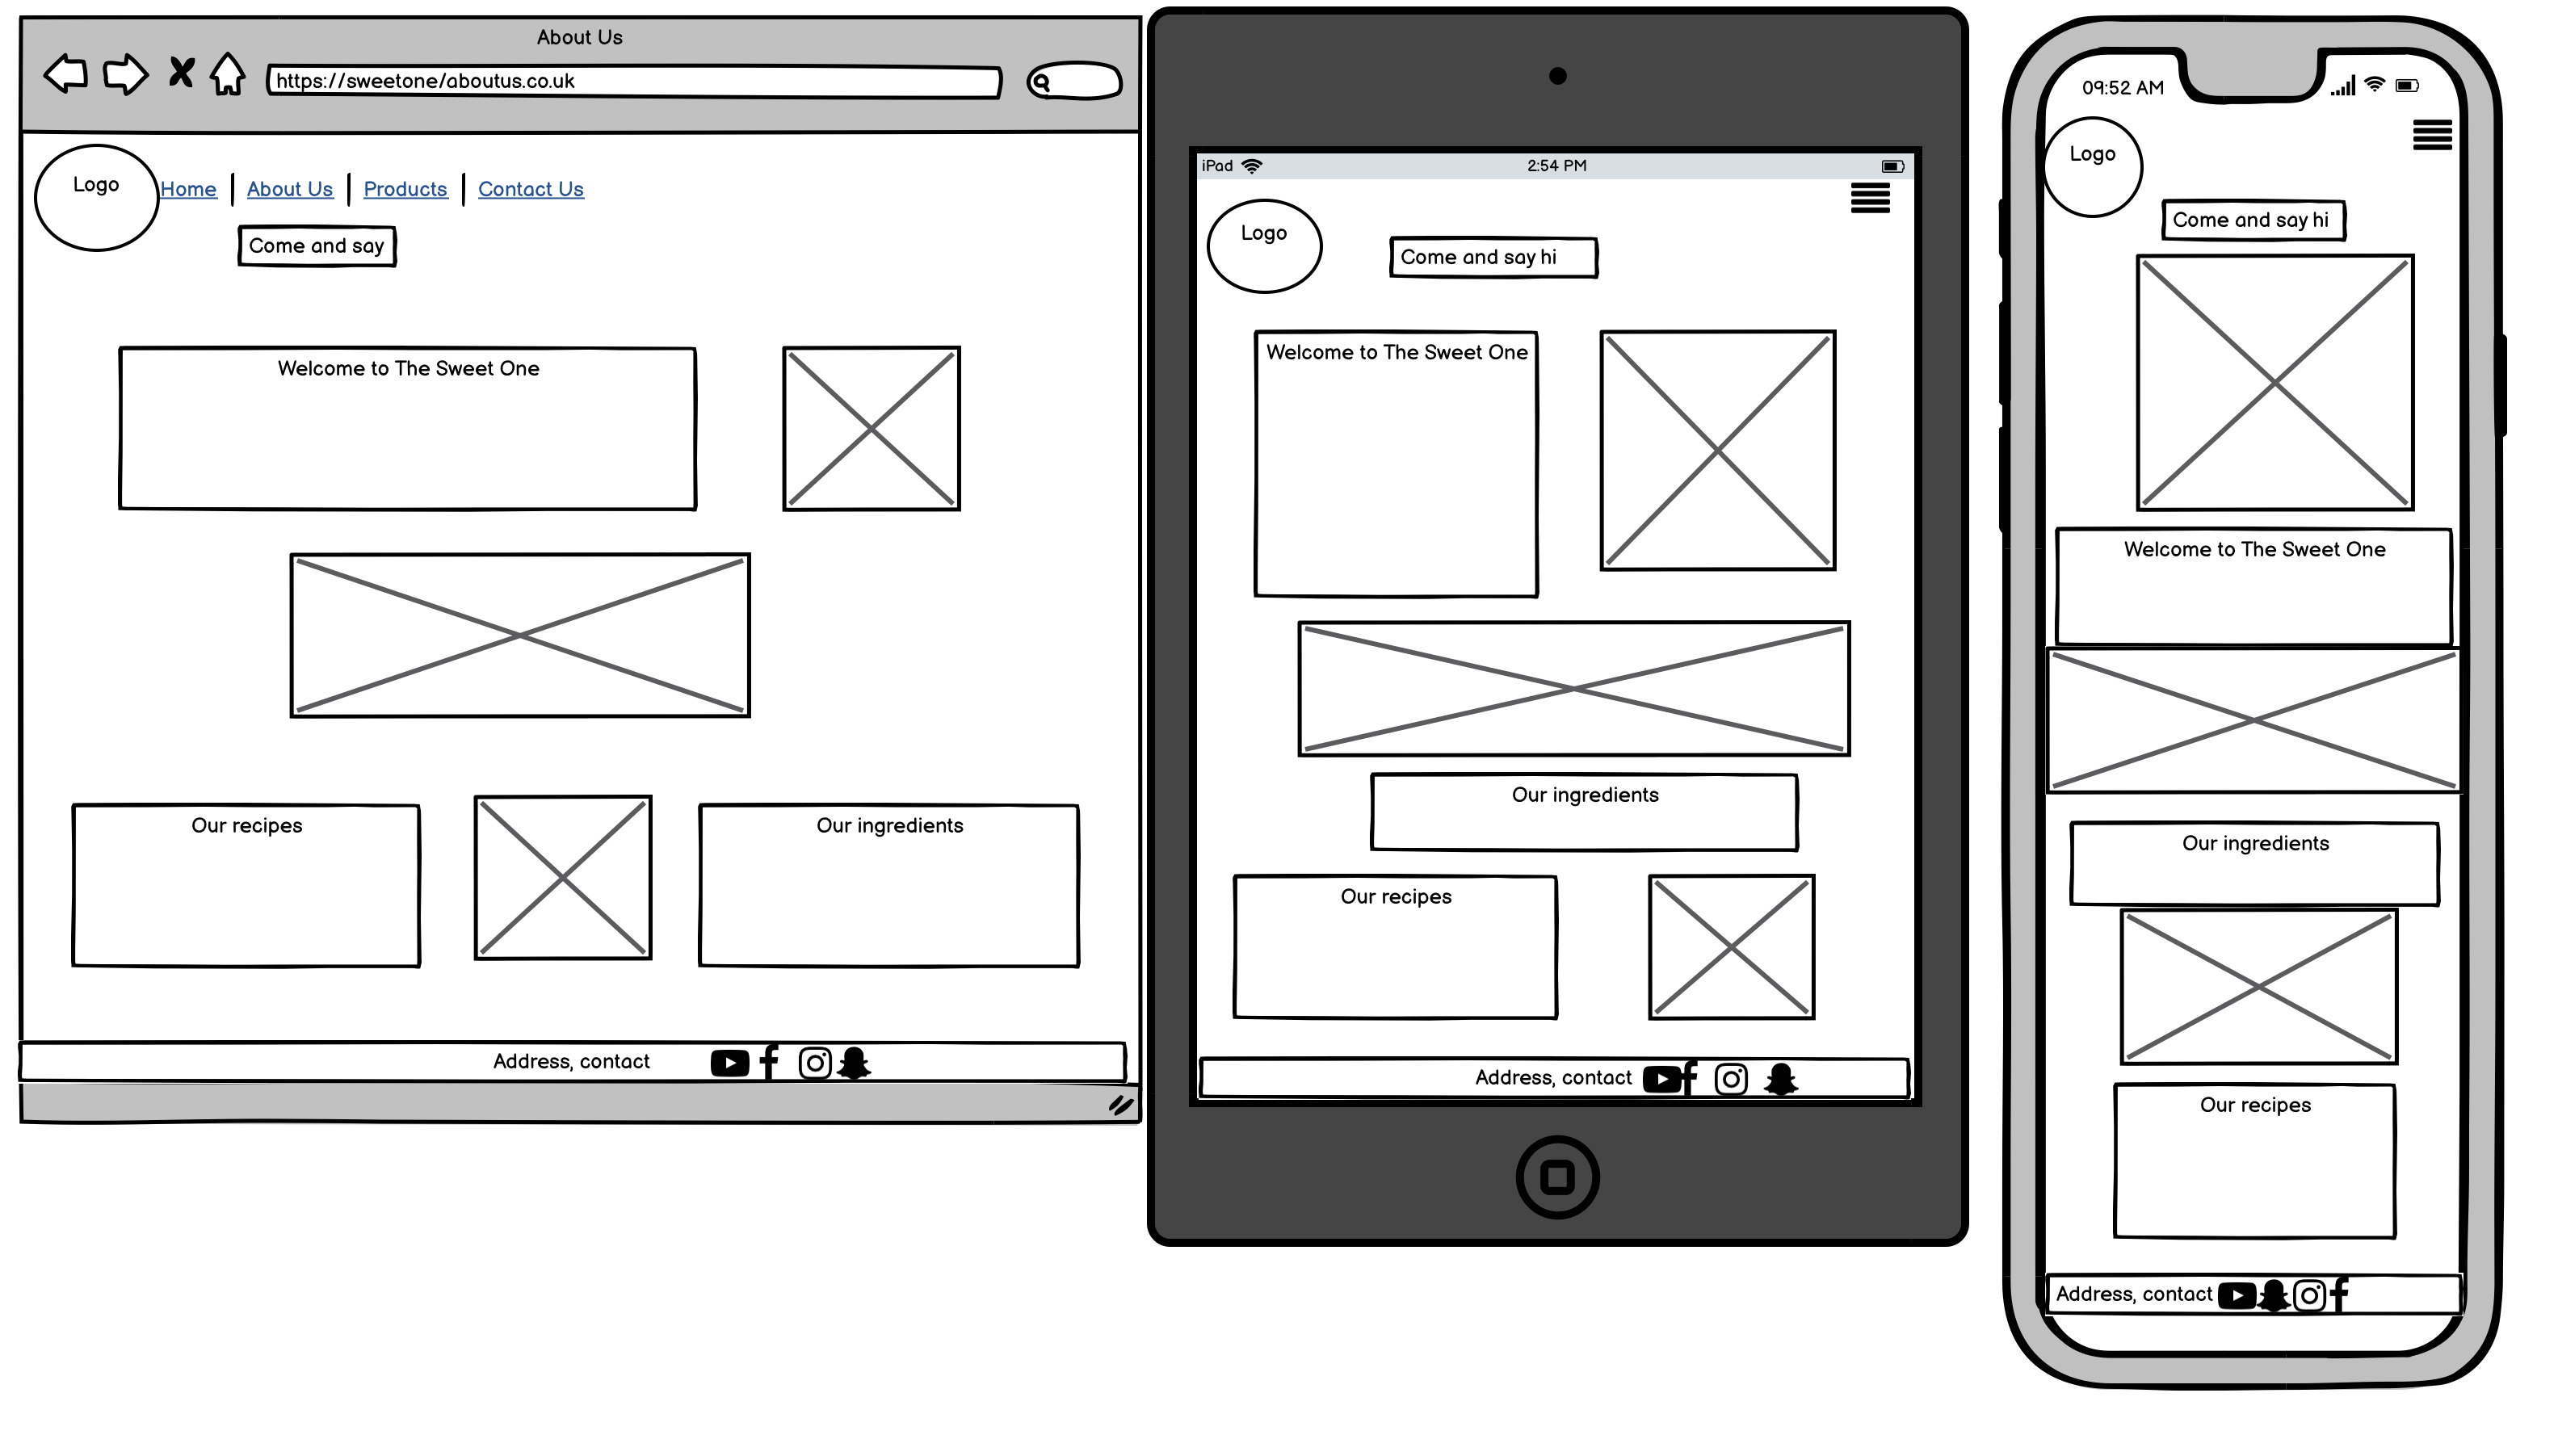 About Us
https://sweetone/aboutus.co.uk
Logo
Home | About Us | Products | Contact Us
Come and say
Welcome to The Sweet One
Our recipes
Our ingredients
Address, contact
iPad
2:54 PM
Logo
Come and say hi
Welcome to The Sweet One
Our ingredients
Our recipes
Address, contact
09:52 AM
Logo
Come and say hi
Welcome to The Sweet One
Our ingredients
Our recipes
Address, contact